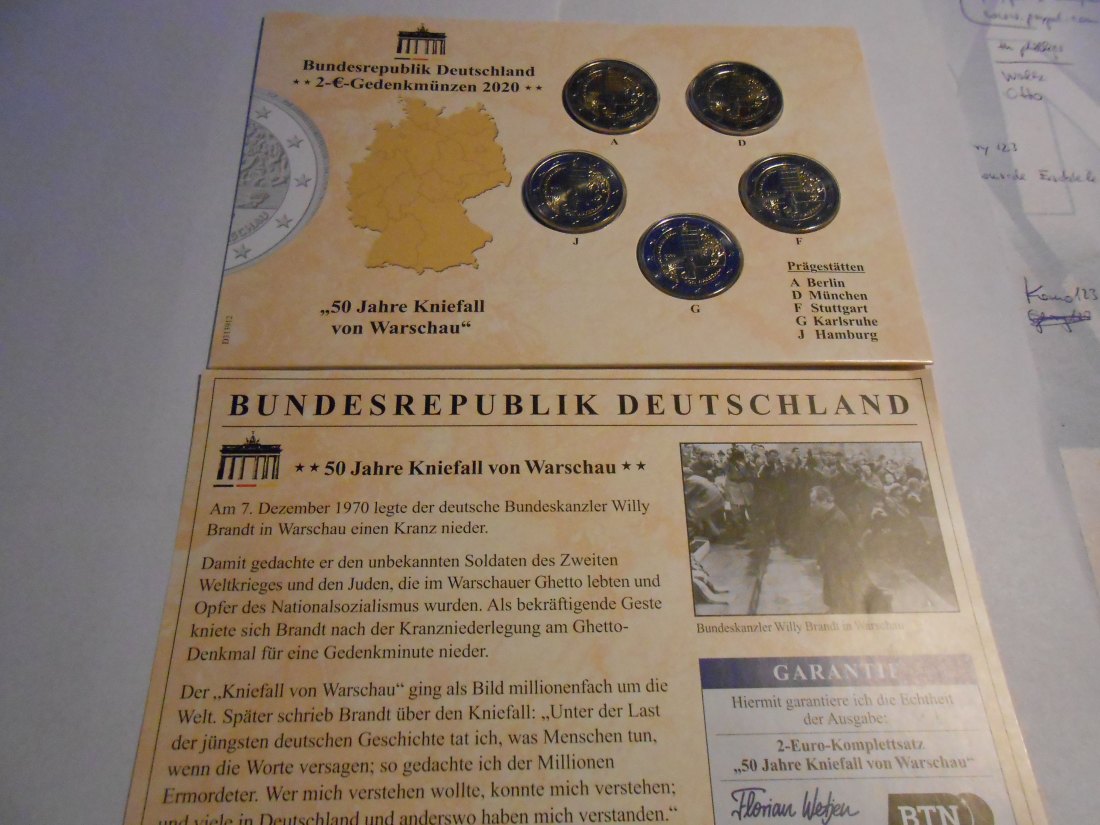 Bundesrepublik Deutschland
★★ 2-€-Gedenkmünzen 2020 ★★
A
D
J
F
G
„50 Jahre Kniefall
von Warschau“
Prägestätten
A Berlin
D München
F Stuttgart
G Karlsruhe
J Hamburg
BUNDESREPUBLIK DEUTSCHLAND
★★ 50 Jahre Kniefall von Warschau ★★
Am 7. Dezember 1970 legte der deutsche Bundeskanzler Willy
Brandt in Warschau einen Kranz nieder.
Damit gedachte er den unbekannten Soldaten des Zweiten
Weltkrieges und den Juden, die im Warschauer Ghetto lebten und
Opfer des Nationalsozialismus wurden. Als bekräftigende Geste
kniete sich Brandt nach der Kranzniederlegung am Ghetto-
Denkmal für eine Gedenkminute nieder.
Der „Kniefall von Warschau“ ging als Bild millionenfach um die
Welt. Später schrieb Brandt über den Kniefall: „Unter der Last
der jüngsten deutschen Geschichte tat ich, was Menschen tun,
wenn die Worte versagen; so gedachte ich der Millionen
Ermordeter. Wer mich verstehen wollte, konnte mich verstehen;
und viele in Deutschland und anderswo haben mich verstanden.“
Bundeskanzler Willy Brandt in Warschau
GARANTIE
Hiermit garantiere ich die Echtheit
der Ausgabe:
2-Euro-Komplettsatz
„50 Jahre Kniefall von Warschau“
Florian Wetjen
BTN
Otto